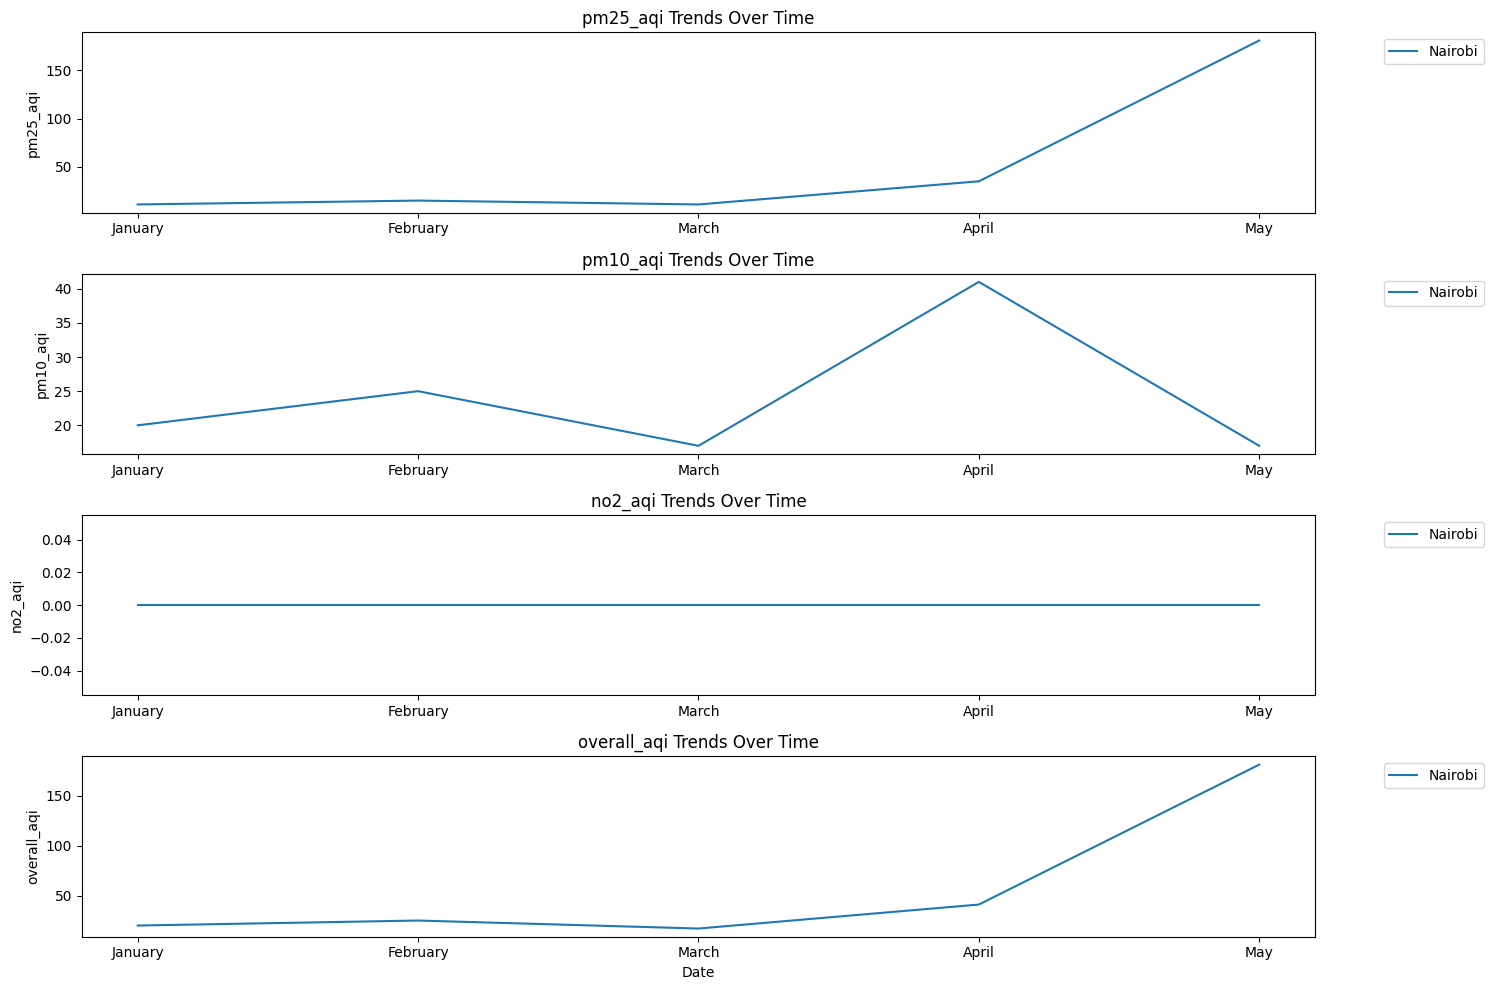 pm25_aqi Trends Over Time
Nairobi
150
100
50
pm25_aqi
January February March April May
pm10_aqi Trends Over Time
Nairobi
40
35
30
25
20
pm10_aqi
January February March April May
no2_aqi Trends Over Time
Nairobi
0.04
0.02
0.00
−0.02
−0.04
no2_aqi
January February March April May
overall_aqi Trends Over Time
Nairobi
150
100
50
overall_aqi
January February March April May
Date